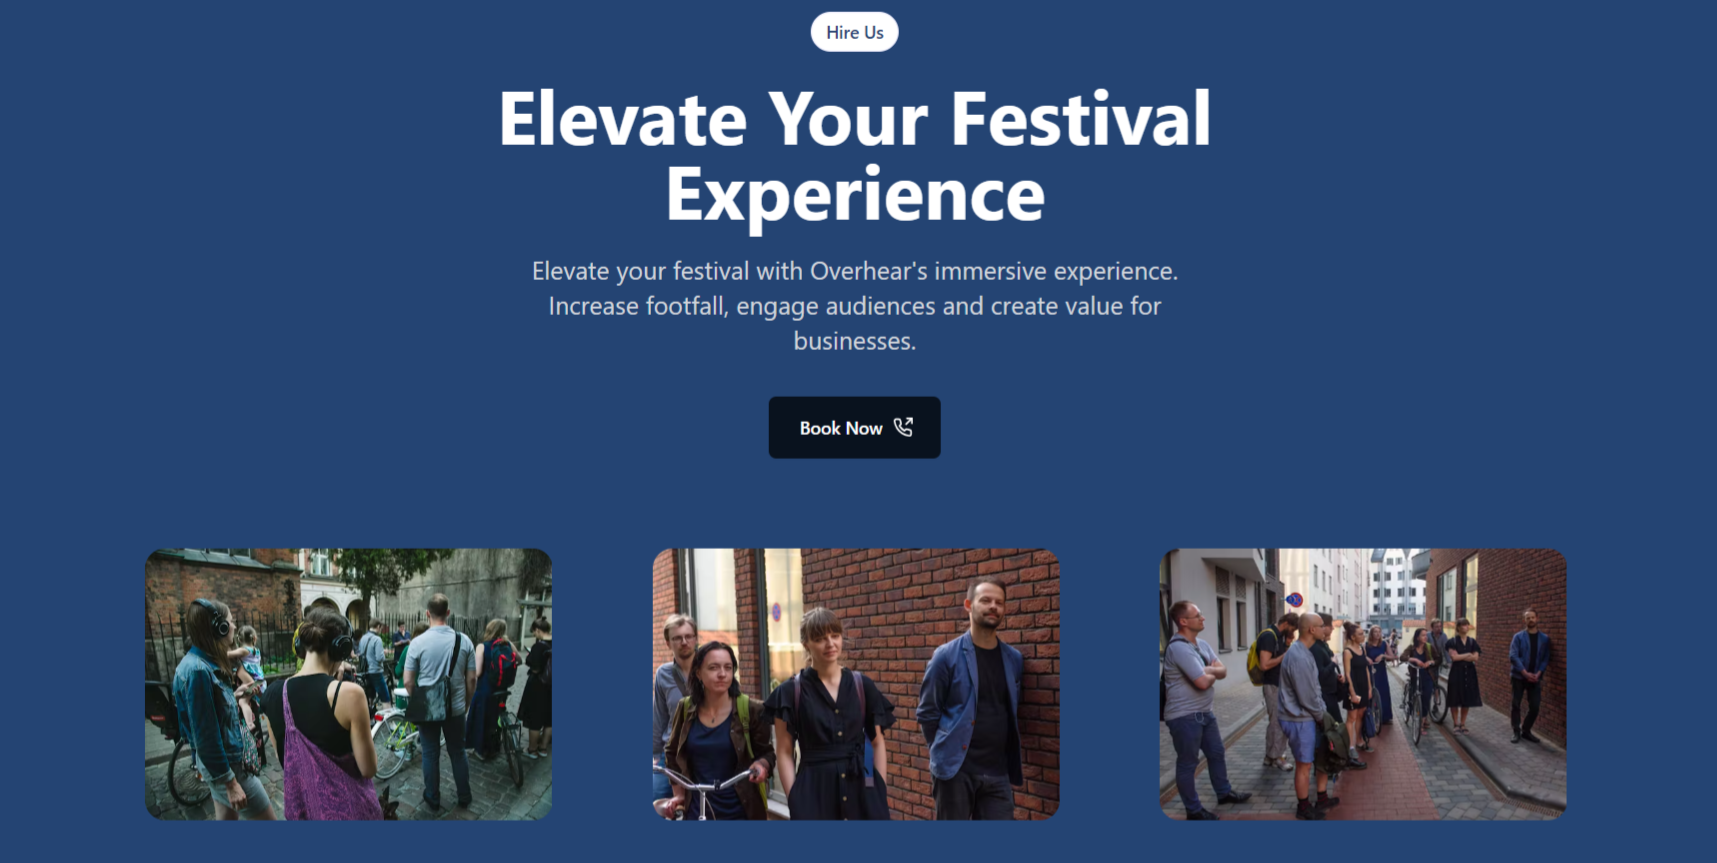 Hire Us
Elevate Your Festival
Experience
Elevate your festival with Overhear's immersive experience.
Increase footfall, engage audiences and create value for
businesses.
Book Now